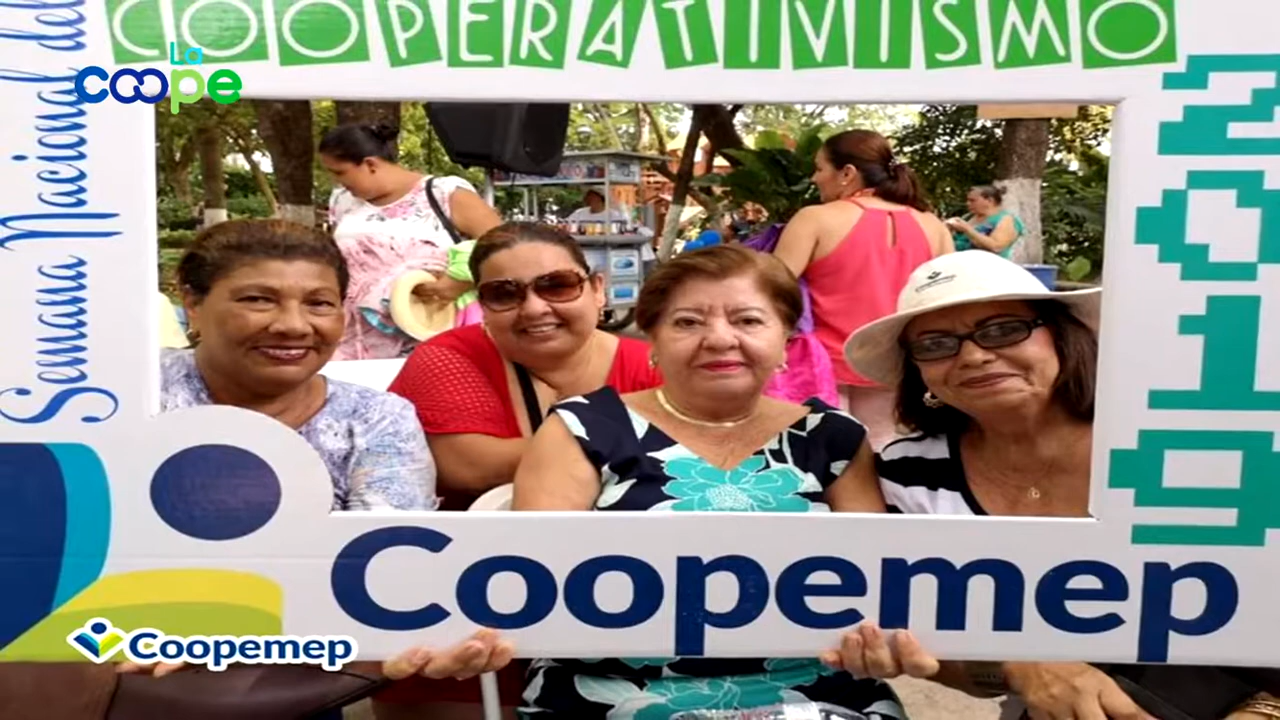 COOPERATIVISMO
Semana Nacional del
La
coope
2019
Coopemep
Coopemep